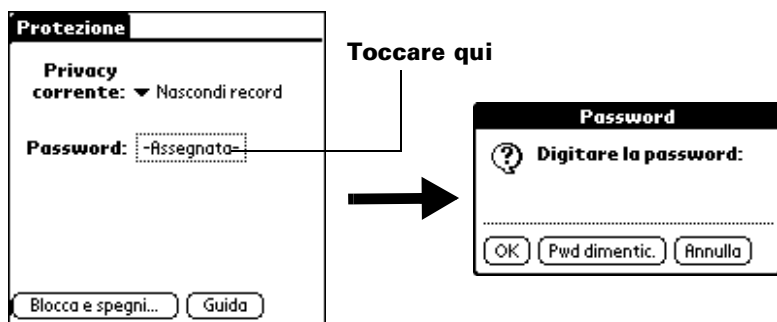 Protezione
Privacy
corrente: Nascondi record
Password: -Assegnata-
Blocca e spegni... Guida
Toccare qui
Password
Digitare la password:
OK Pwd dimentic. Annulla